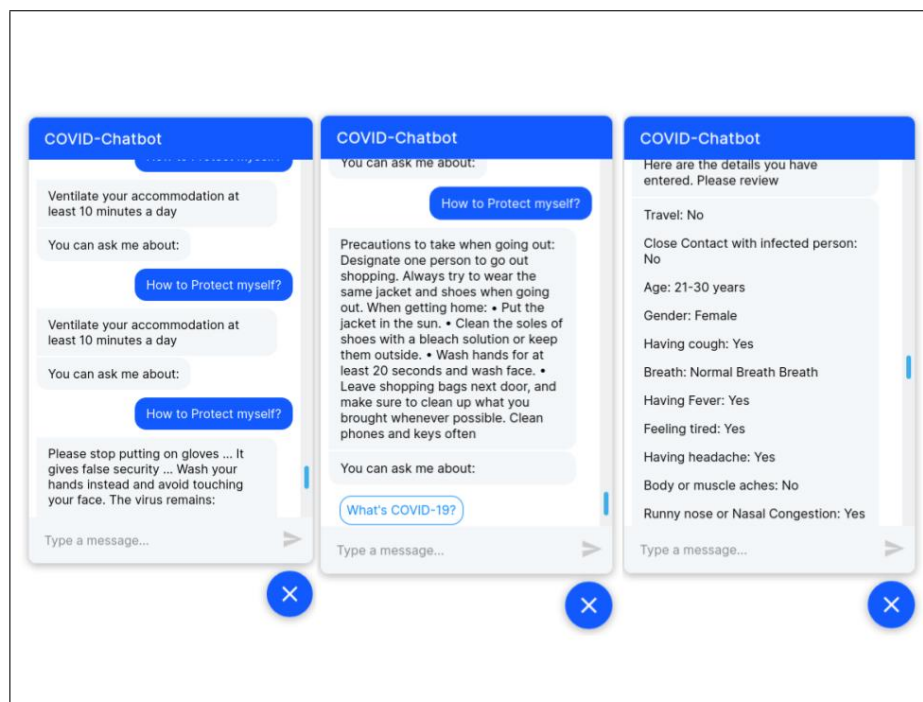 COVID-Chatbot
How to Protect myself?
Ventilate your accommodation at
least 10 minutes a day
You can ask me about:
How to Protect myself?
Ventilate your accommodation at
least 10 minutes a day
You can ask me about:
How to Protect myself?
Please stop putting on gloves ... It
gives false security ... Wash your
hands instead and avoid touching
your face. The virus remains:
Type a message...
COVID-Chatbot
You can ask me about:
How to Protect myself?
Precautions to take when going out:
Designate one person to go out
shopping. Always try to wear the
same jacket and shoes when going
out. When getting home: • Put the
jacket in the sun. • Clean the soles of
shoes with a bleach solution or keep
them outside. • Wash hands for at
least 20 seconds and wash face. •
Leave shopping bags next door, and
make sure to clean up what you
brought whenever possible. Clean
phones and keys often
You can ask me about:
What's COVID-19?
Type a message...
COVID-Chatbot
Here are the details you have
entered. Please review
Travel: No
Close Contact with infected person:
No
Age: 21-30 years
Gender: Female
Having cough: Yes
Breath: Normal Breath Breath
Having Fever: Yes
Feeling tired: Yes
Having headache: Yes
Body or muscle aches: No
Runny nose or Nasal Congestion: Yes
Type a message...